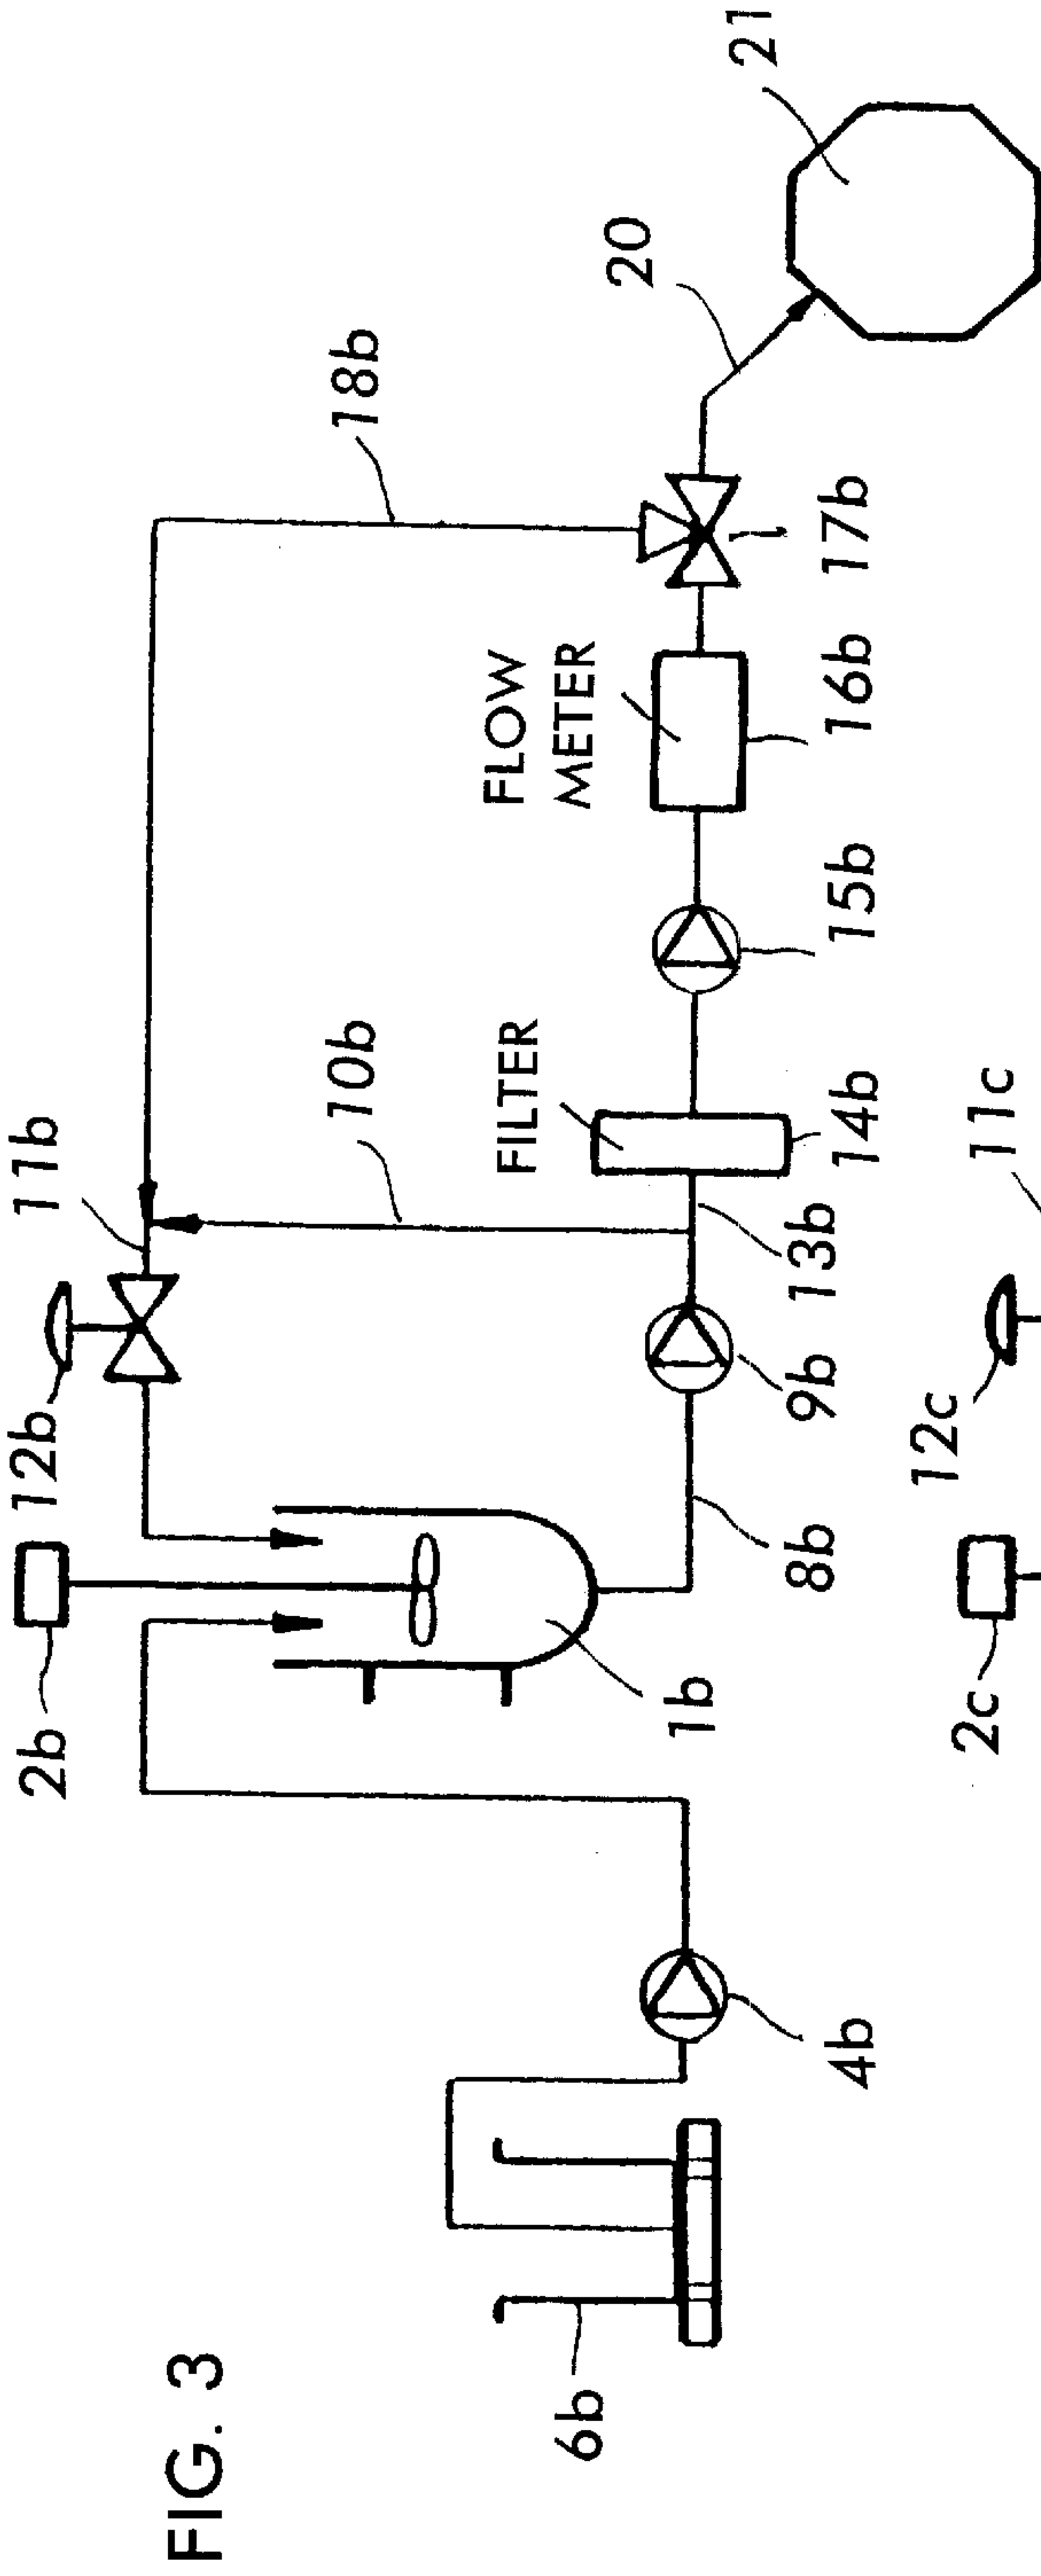 FIG. 3
6b
4b
2b
1b
12b
11b
8b
9b
10b
13b
FILTER
14b
15b
FLOW
METER
16b
17b
18b
20
21
2c
12c
11c